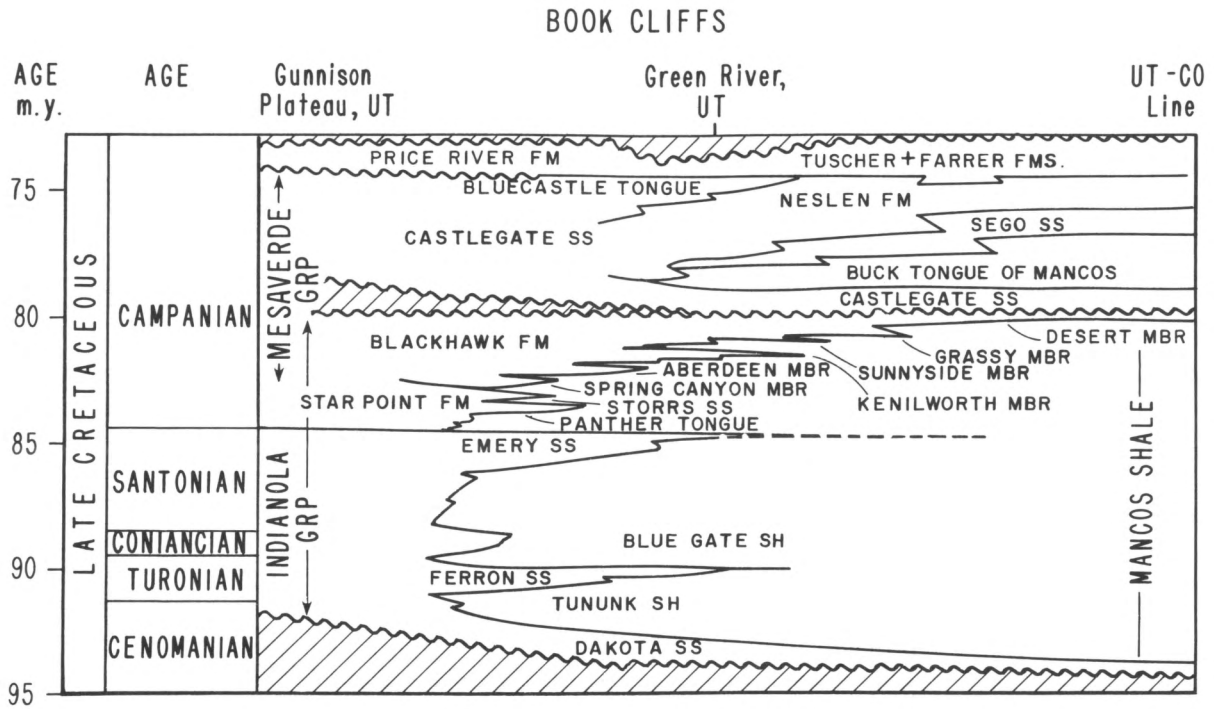 BOOK CLIFFS
AGE
m.y.
AGE
Gunnison
Plateau, UT
Green River,
UT
UT-CO
Line
75
80
85
90
95
LATE CRETACEOUS
CAMPANIAN
SANTONIAN
CONIANCIAN
TURONIAN
CENOMANIAN
MESAVERDE
GRP
INDIANOLA
GRP
PRICE RIVER FM
TUSCHER + FARRER FMS.
BLUECASTLE TONGUE
NESLEN FM
CASTLEGATE SS
SEGO SS
BUCK TONGUE OF MANCOS
CASTLEGATE SS
BLACKHAWK FM
DESERT MBR
GRASSY MBR
SUNNYSIDE MBR
KENILWORTH MBR
ABERDEEN MBR
SPRING CANYON MBR
STAR POINT FM
STORRS SS
PANTHER TONGUE
EMERY SS
MANCOS SHALE
BLUE GATE SH
FERRON SS
TUNUNK SH
DAKOTA SS